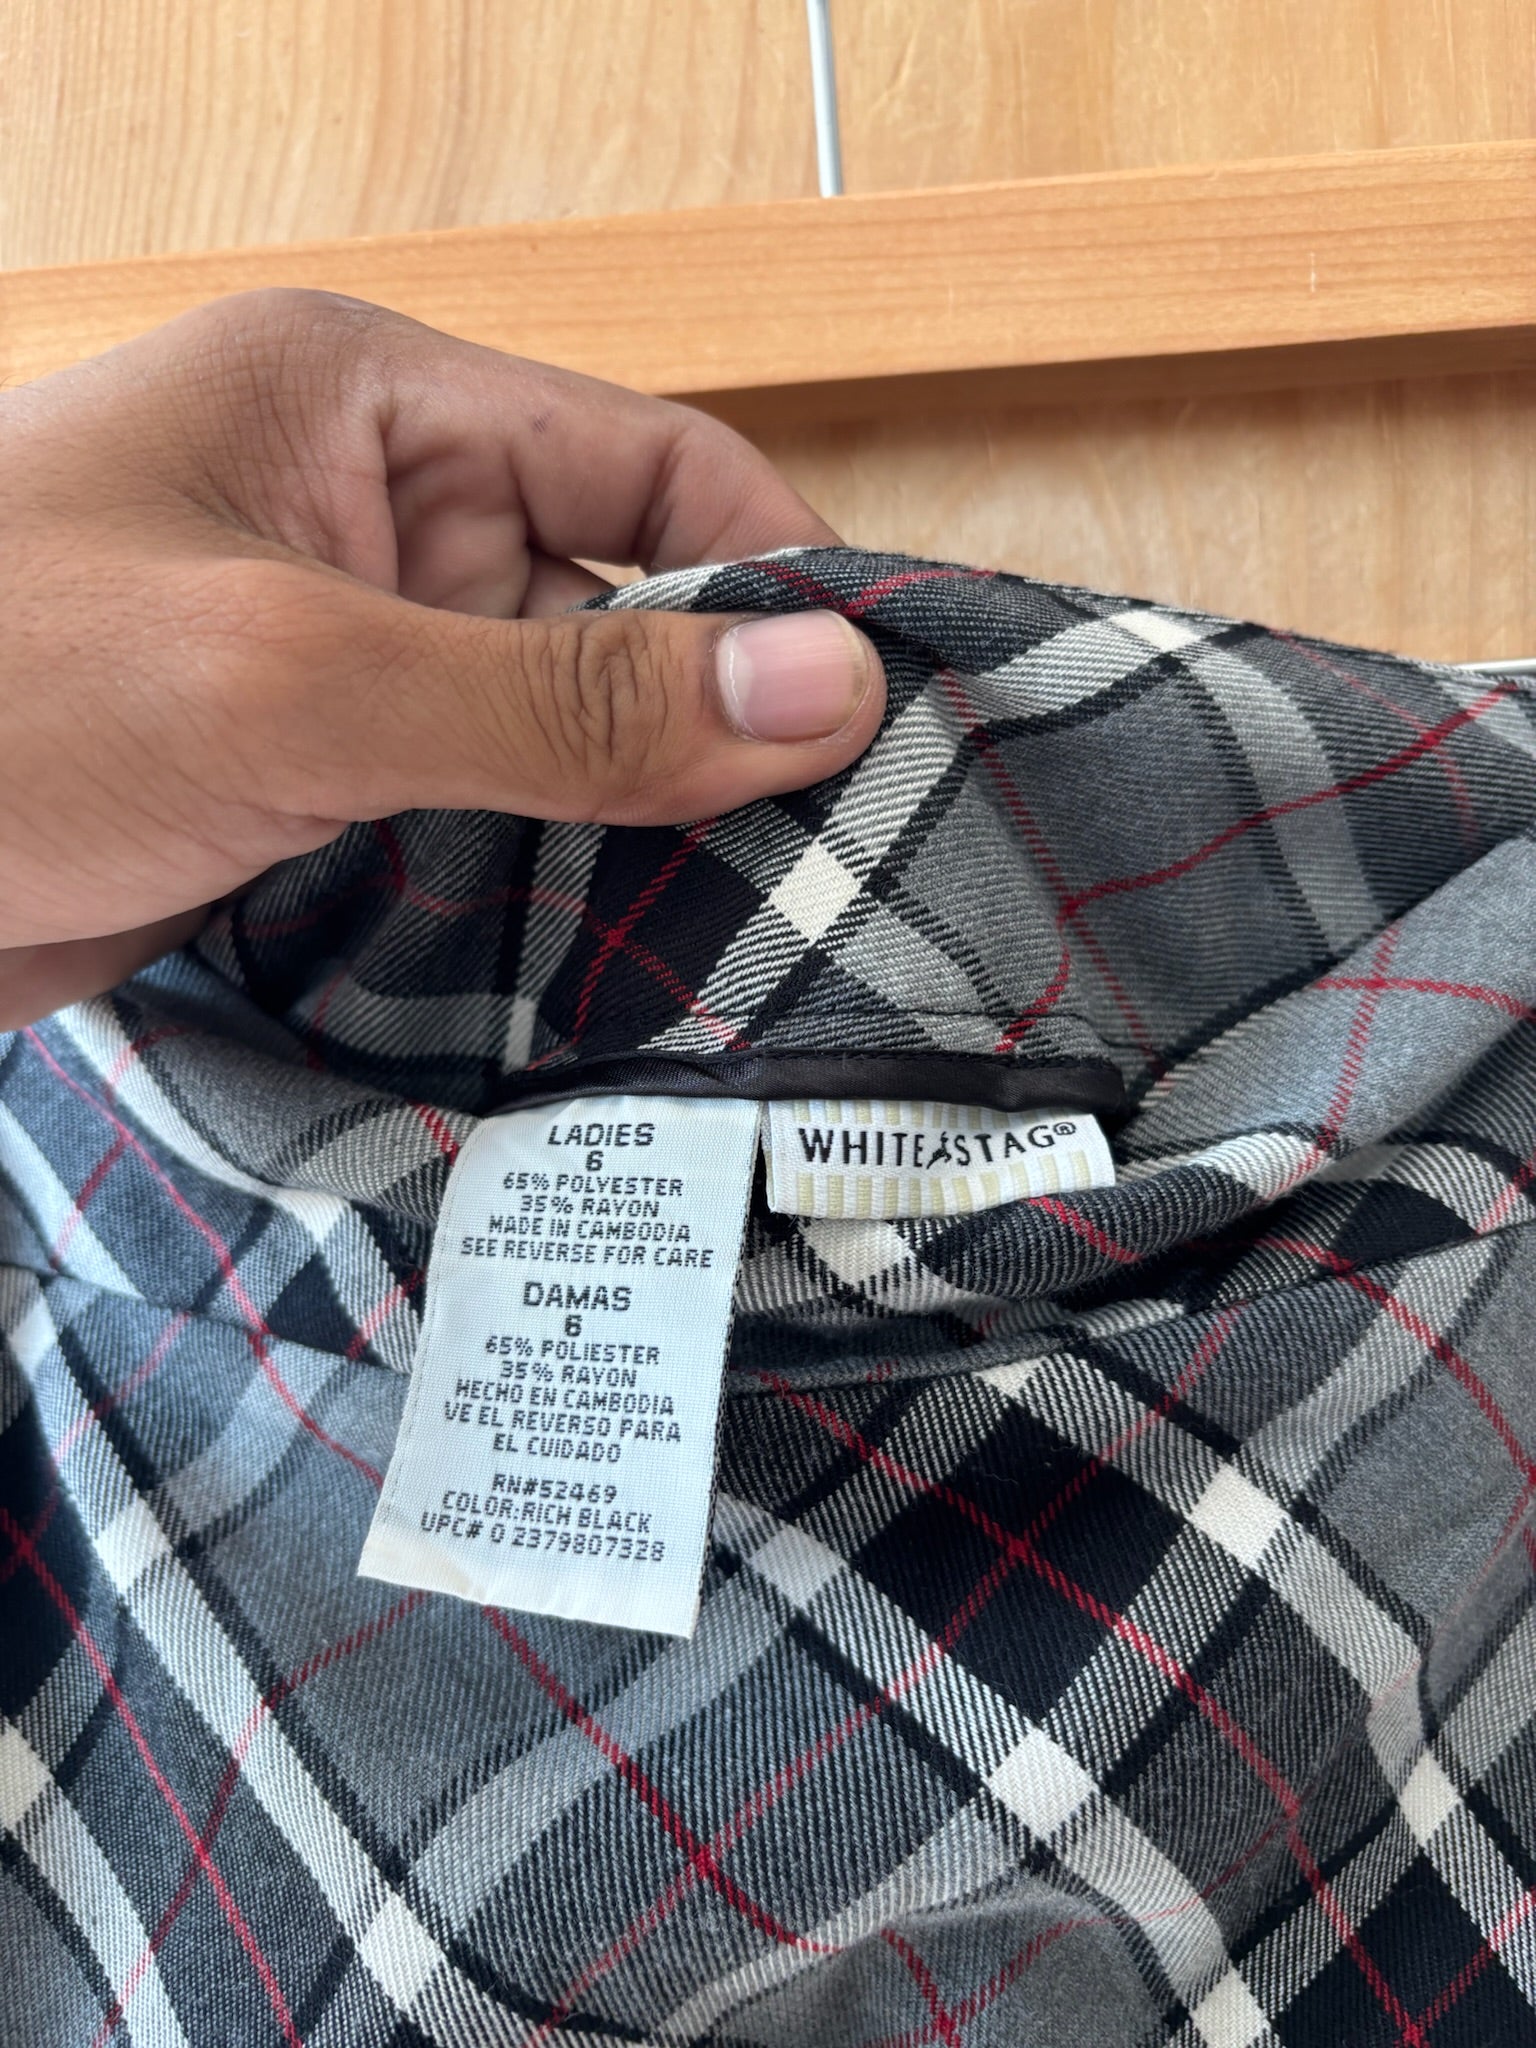 LADIES
6
65% POLYESTER
35% RAYON
MADE IN CAMBODIA
SEE REVERSE FOR CARE
DAMAS
6
65% POLIESTER
35% RAYON
HECHO EN CAMBODIA
VE EL REVERSO PARA
EL CUIDADO
RN#52469
COLOR:RICH BLACK
UPC# 0 2379807328
WHITE STAG®